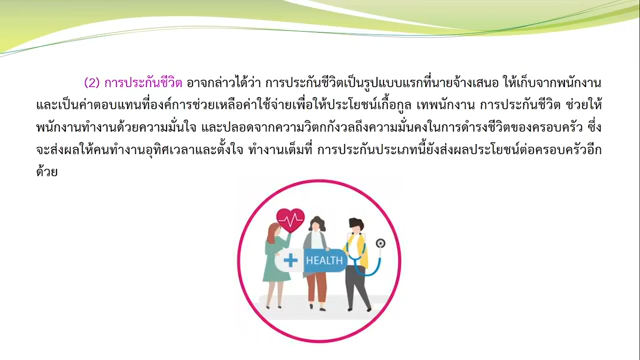 (2) การประกันชีวิต อาจกล่าวได้ว่า การประกันชีวิตเป็นรูปแบบแรกที่นายจ้างเสนอ ให้เก็บจากพนักงาน
และเป็นค่าตอบแทนที่องค์การช่วยเหลือค่าใช้จ่ายเพื่อให้ประโยชน์เกื้อกูล เทพนักงาน การประกันชีวิต ช่วยให้
พนักงานทำงานด้วยความมั่นใจ และปลอดจากความวิตกกังวลถึงความมั่นคงในการดำรงชีวิตของครอบครัว ซึ่ง
จะส่งผลให้คนทำงานอุทิศเวลาและตั้งใจ ทำงานเต็มที่ การประกันประเภทนี้ยังส่งผลประโยชน์ต่อครอบครัวอีก
ด้วย
HEALTH